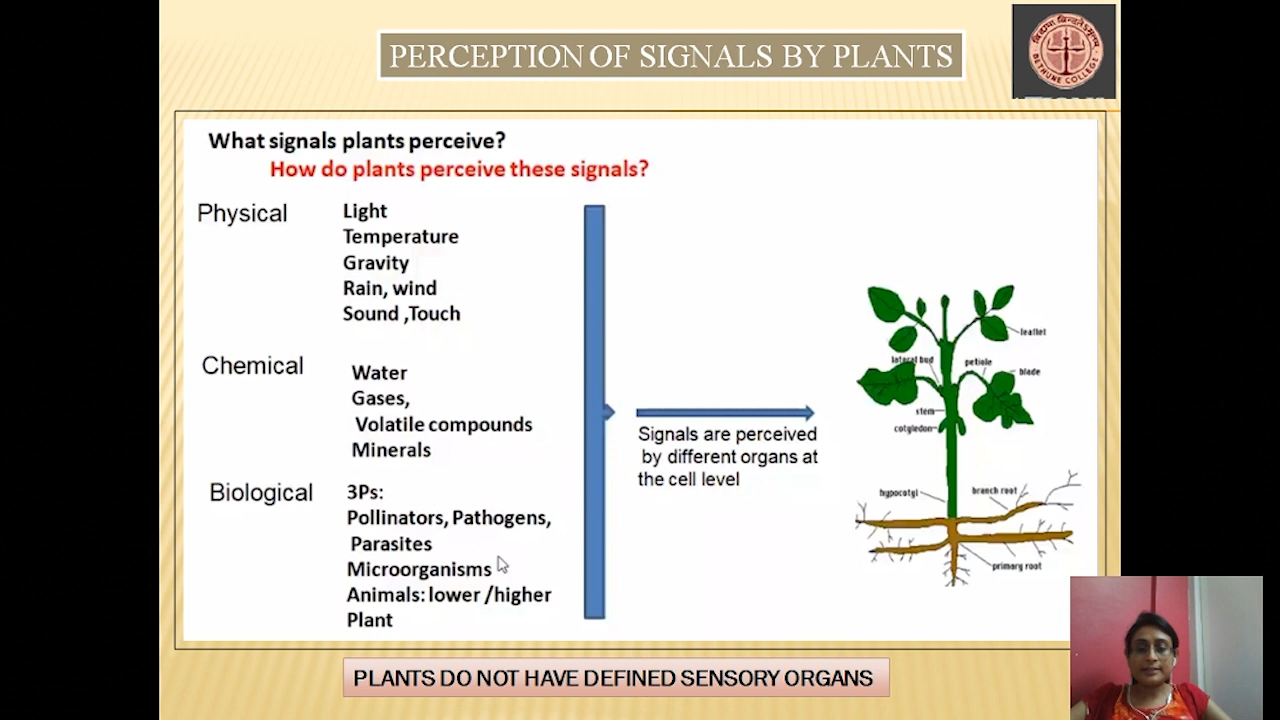 PERCEPTION OF SIGNALS BY PLANTS
BETHUNE COLLEGE
What signals plants perceive?
How do plants perceive these signals?
Physical
Light
Temperature
Gravity
Rain, wind
Sound ,Touch
Chemical
Water
Gases,
Volatile compounds
Minerals
Biological
3Ps:
Pollinators, Pathogens,
Parasites
Microorganisms
Animals: lower /higher
Plant
Signals are perceived
by different organs at
the cell level
leaflet
lateral bud
petiole
blade
stem
cotyledon
hypocotyl
branch root
primary root
PLANTS DO NOT HAVE DEFINED SENSORY ORGANS